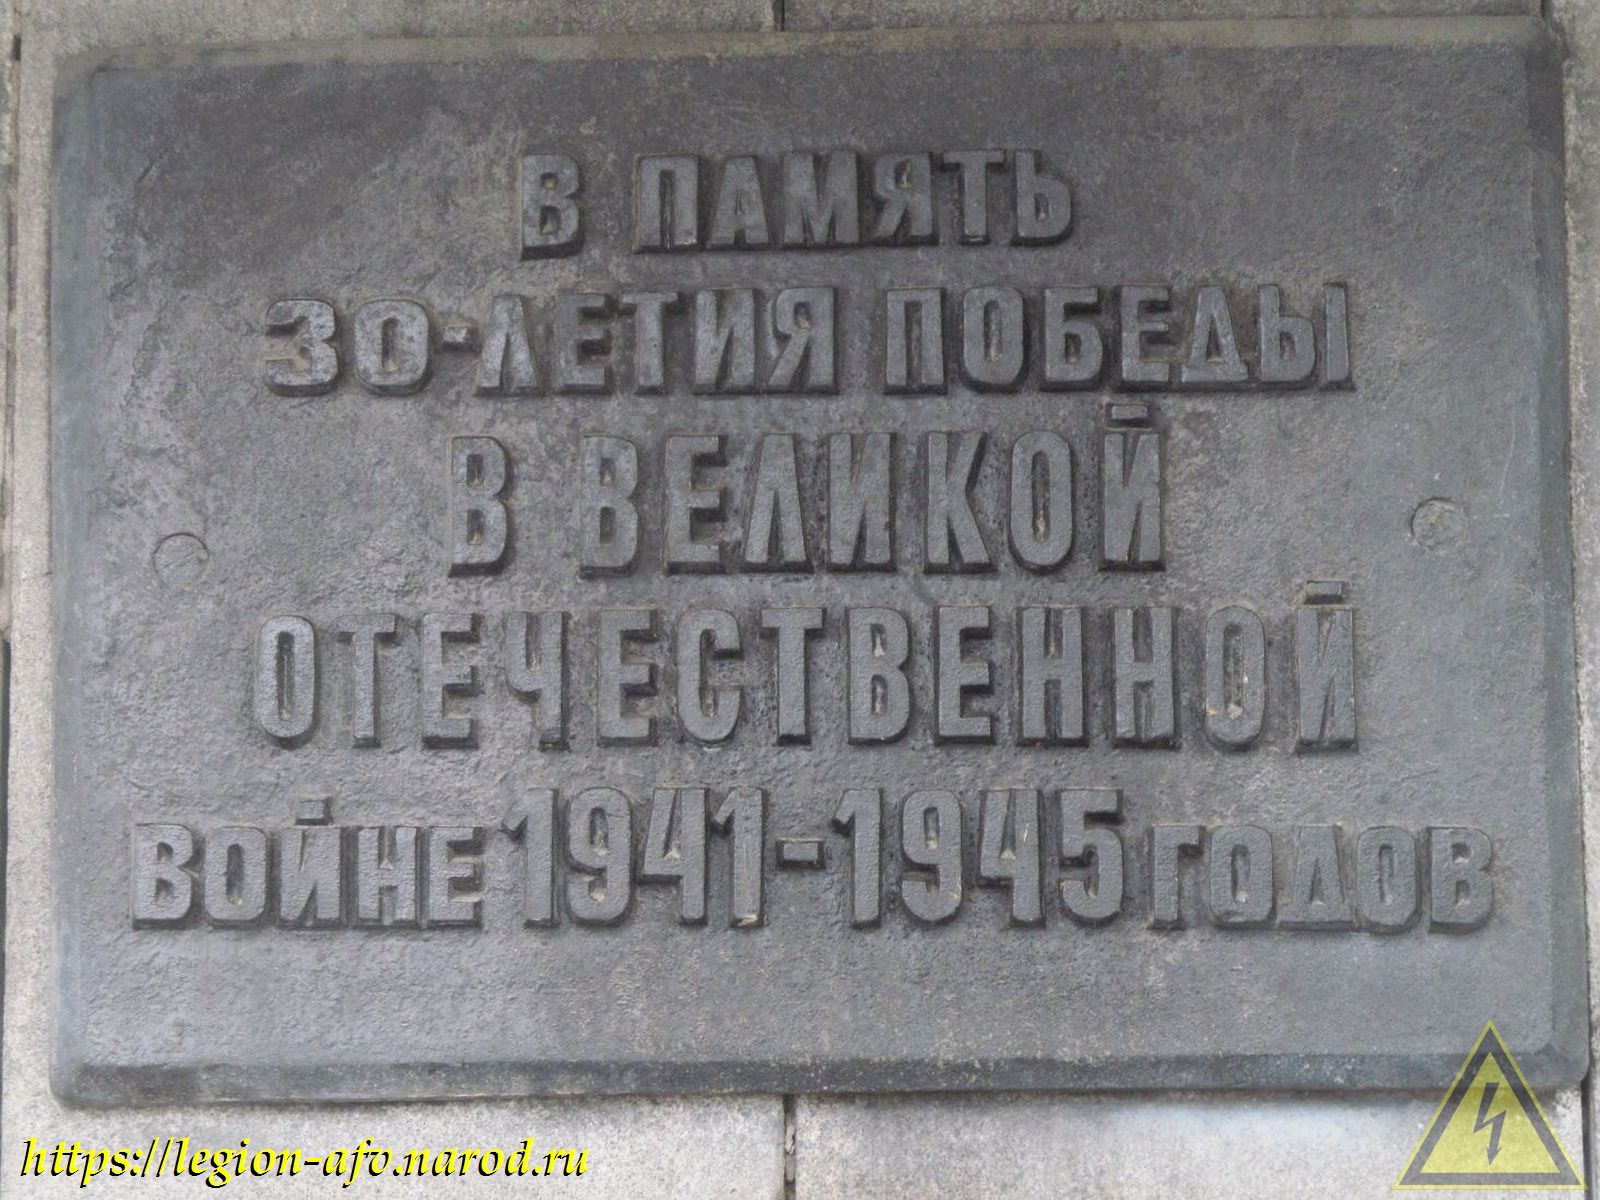 В ПАМЯТЬ
30-ЛЕТИЯ ПОБЕДЫ
В ВЕЛИКОЙ
ОТЕЧЕСТВЕННОЙ
ВОЙНЕ 1941-1945 ГОДОВ
https://legion-afv.narod.ru